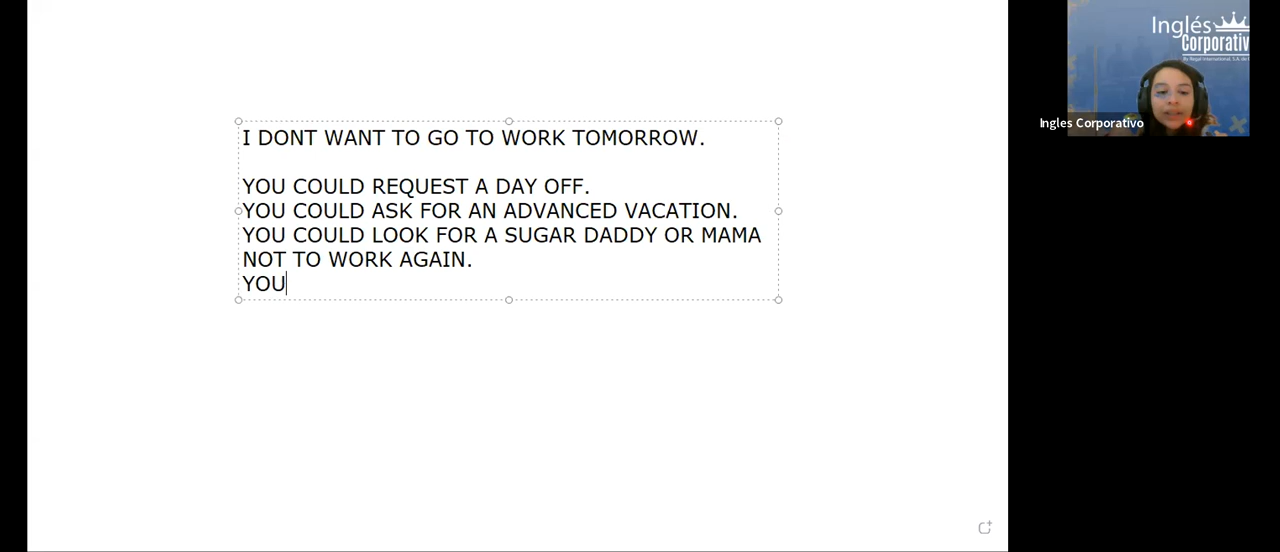 I DONT WANT TO GO TO WORK TOMORROW.
YOU COULD REQUEST A DAY OFF.
YOU COULD ASK FOR AN ADVANCED VACATION.
YOU COULD LOOK FOR A SUGAR DADDY OR MAMA
NOT TO WORK AGAIN.
YOU
Inglés
Corporativ
Ingles Corporativo